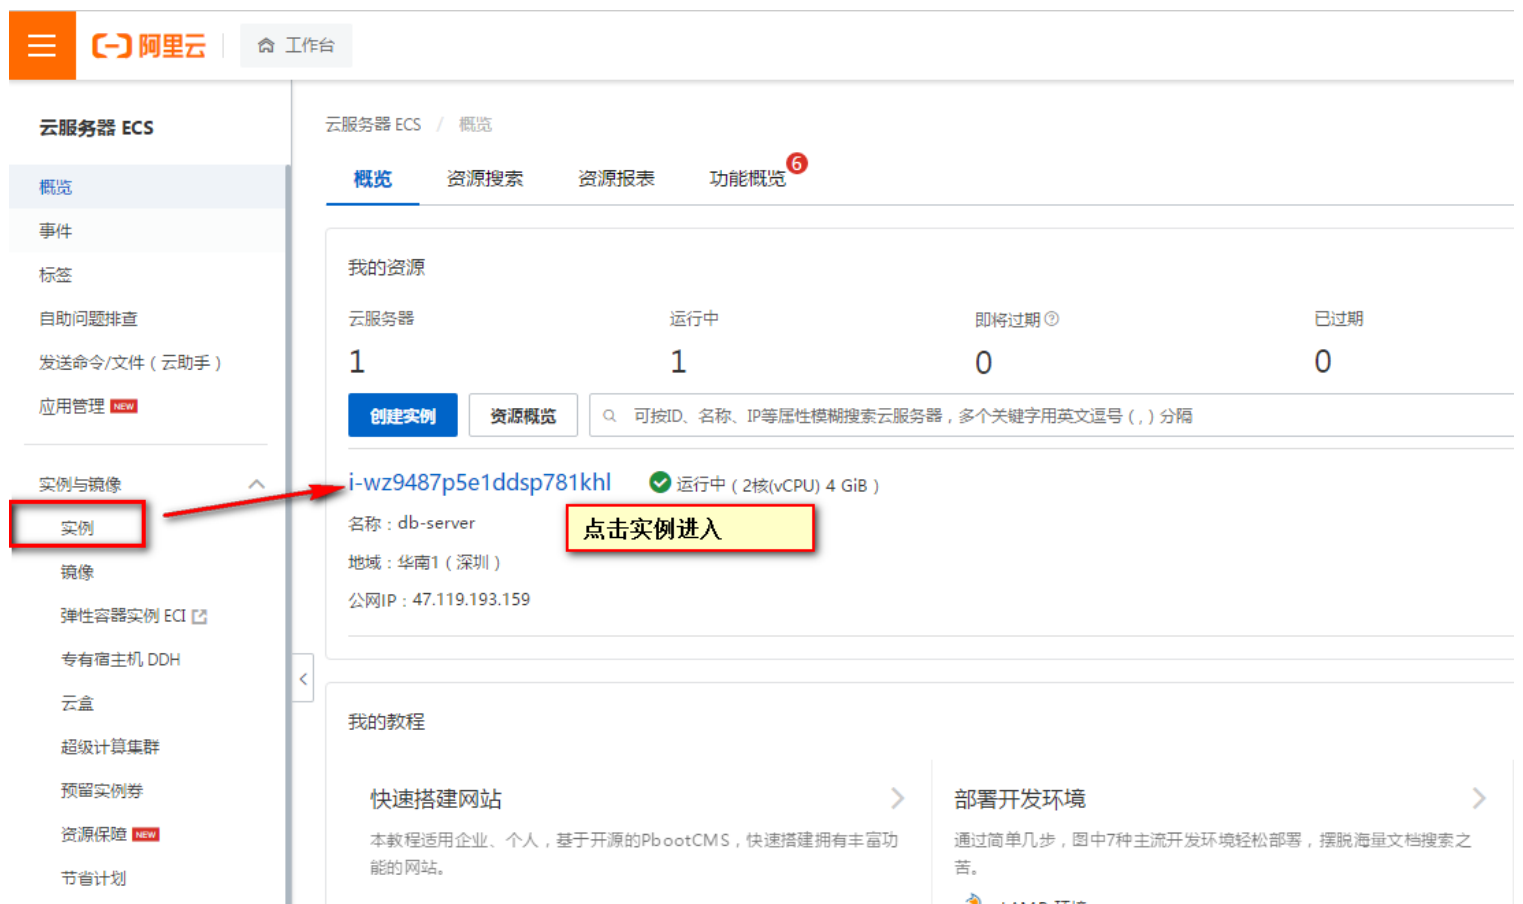 阿里云
工作台
云服务器 ECS
概览
事件
标签
自助问题排查
发送命令/文件 ( 云助手 )
应用管理 NEW
实例与镜像
实例
镜像
弹性容器实例 ECI
专有宿主机 DDH
云盒
超级计算集群
预留实例券
资源保障 NEW
节省计划
云服务器 ECS / 概览
概览 资源搜索 资源报表 功能概览 6
我的资源
云服务器 运行中 即将过期 ? 已过期
1 1 0 0
创建实例 资源概览 可按ID、名称、IP等属性模糊搜索云服务器，多个关键字用英文逗号 ( , ) 分隔
i-wz9487p5e1ddsp781khl 运行中 ( 2核(vCPU) 4 GiB )
名称：db-server
点击实例进入
地域：华南1 ( 深圳 )
公网IP：47.119.193.159
我的教程
快速搭建网站
本教程适用企业、个人，基于开源的PbootCMS，快速搭建拥有丰富功
能的网站。
部署开发环境
通过简单几步，图中7种主流开发环境轻松部署，摆脱海量文档搜索之
苦。